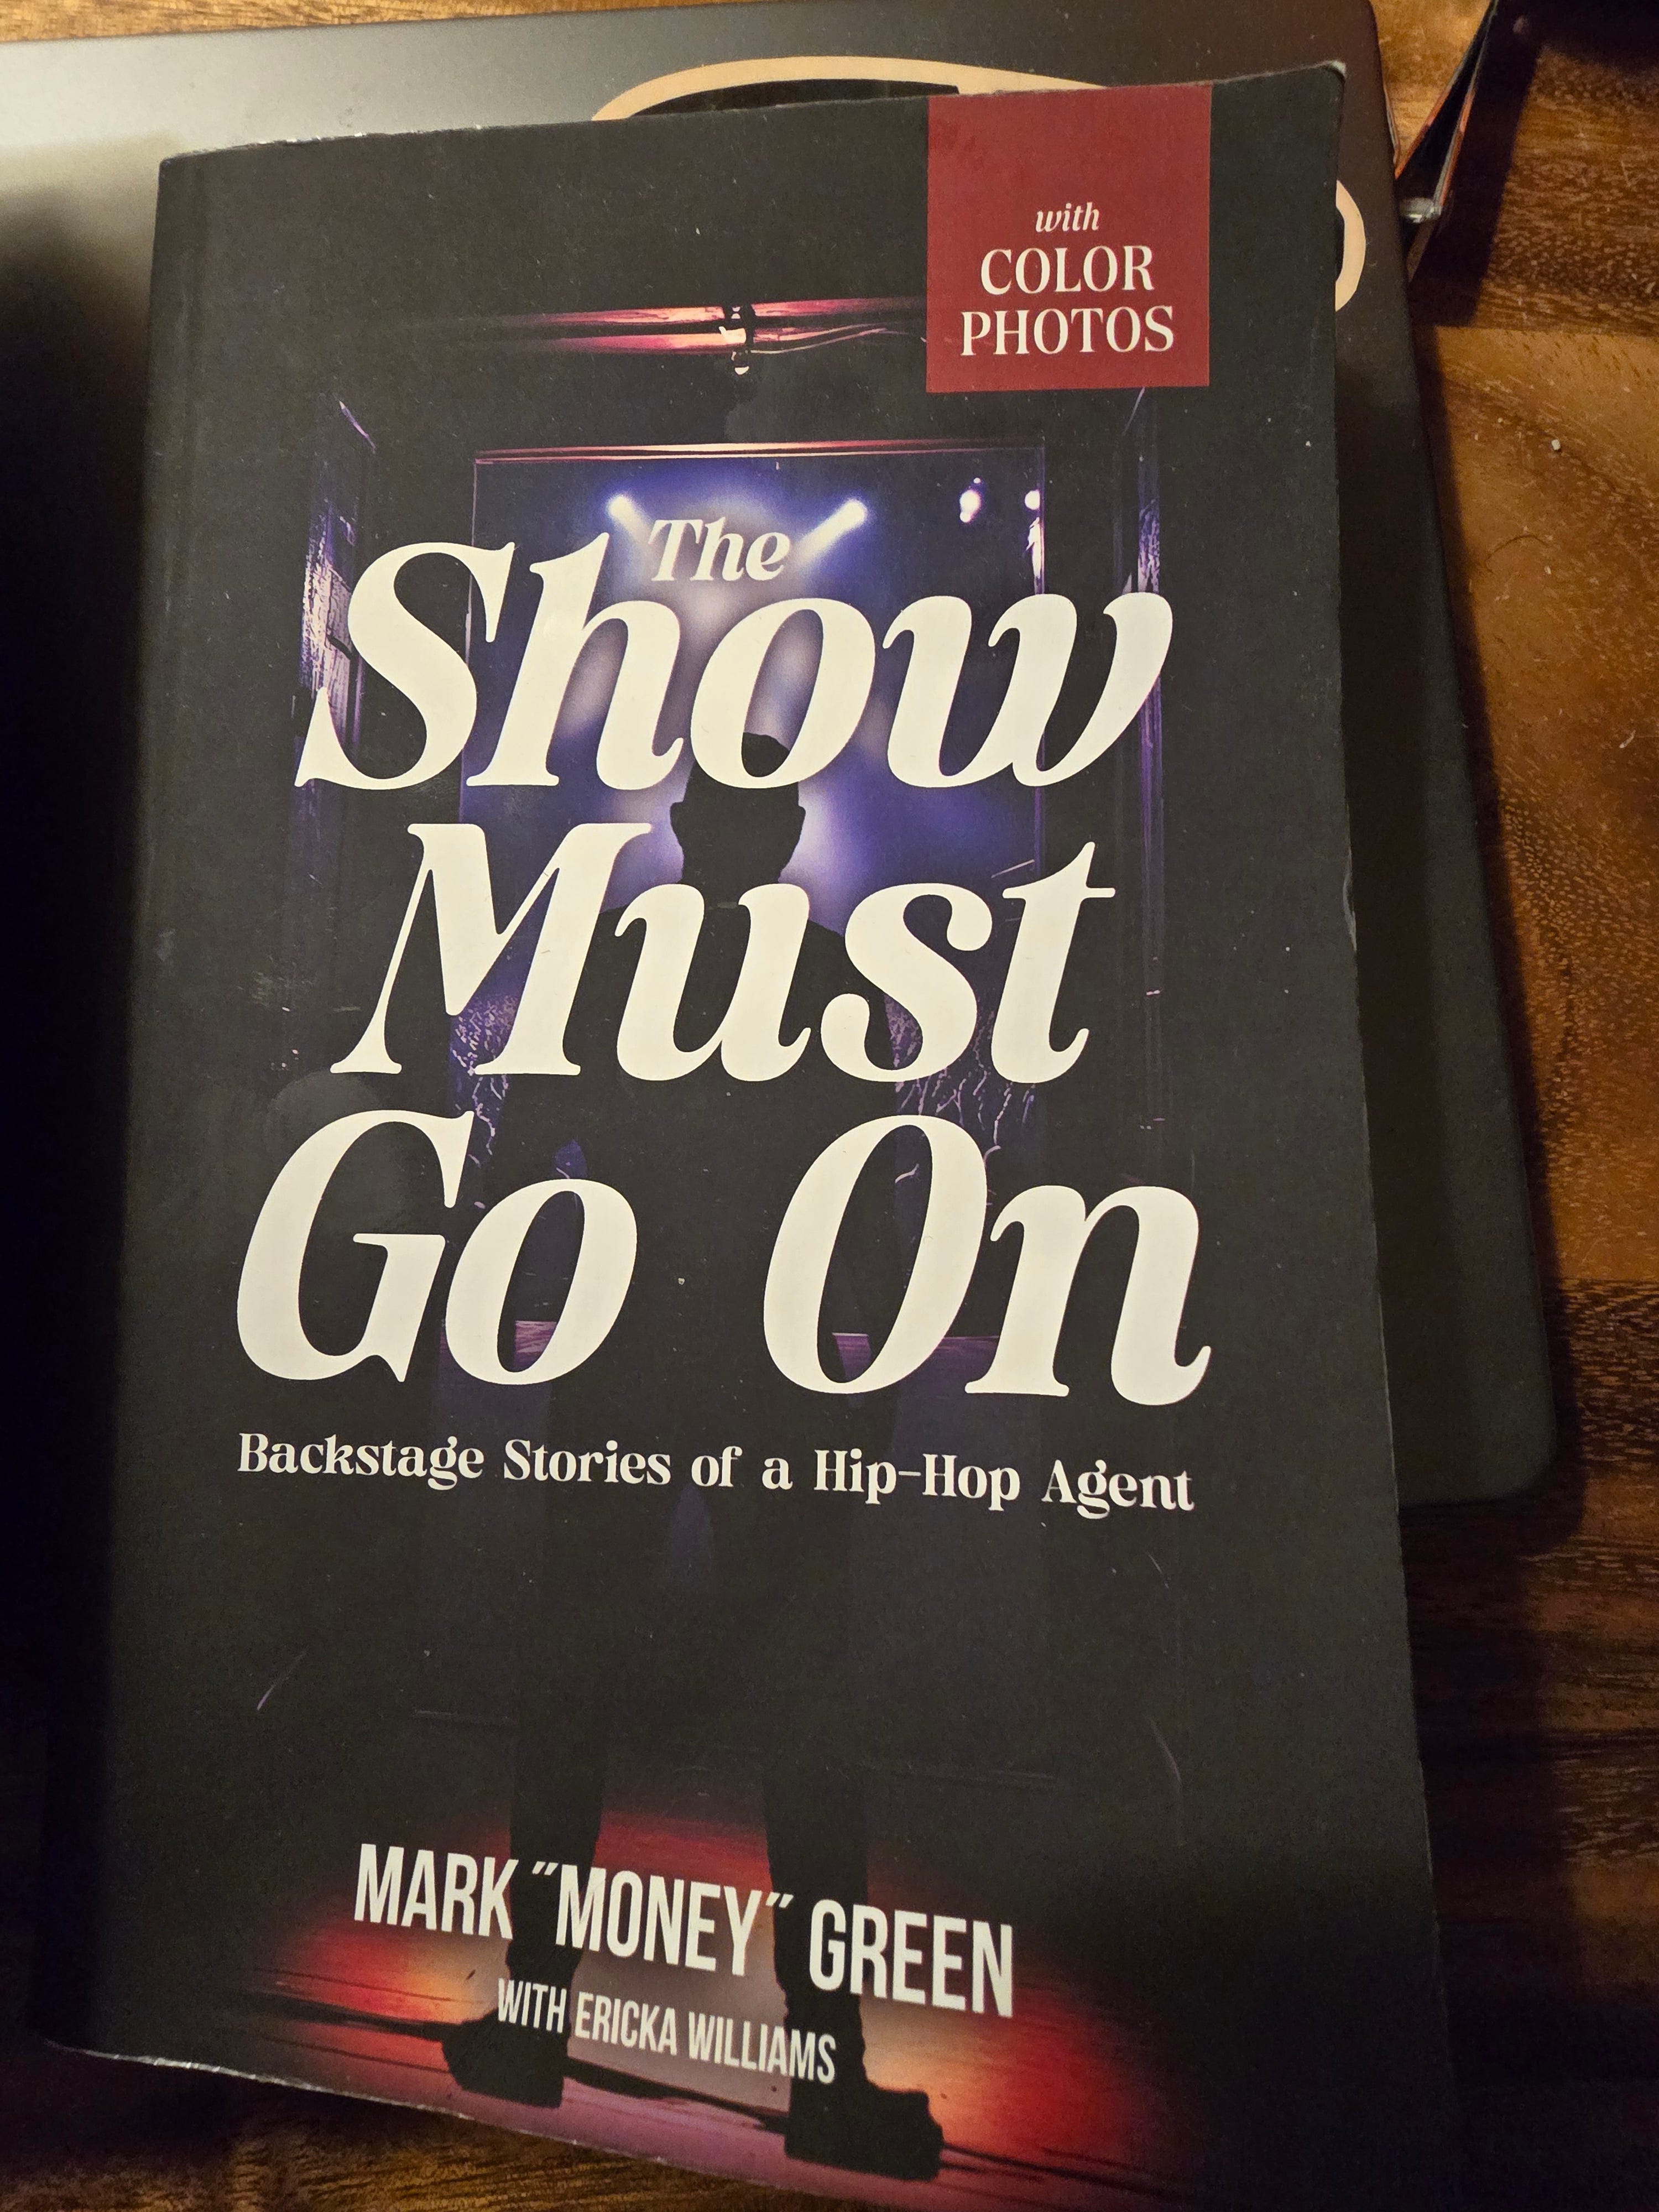 with
COLOR
PHOTOS
The
Show
Must
Go On
Backstage Stories of a Hip-Hop Agent
MARK "MONEY" GREEN
WITH ERICKA WILLIAMS